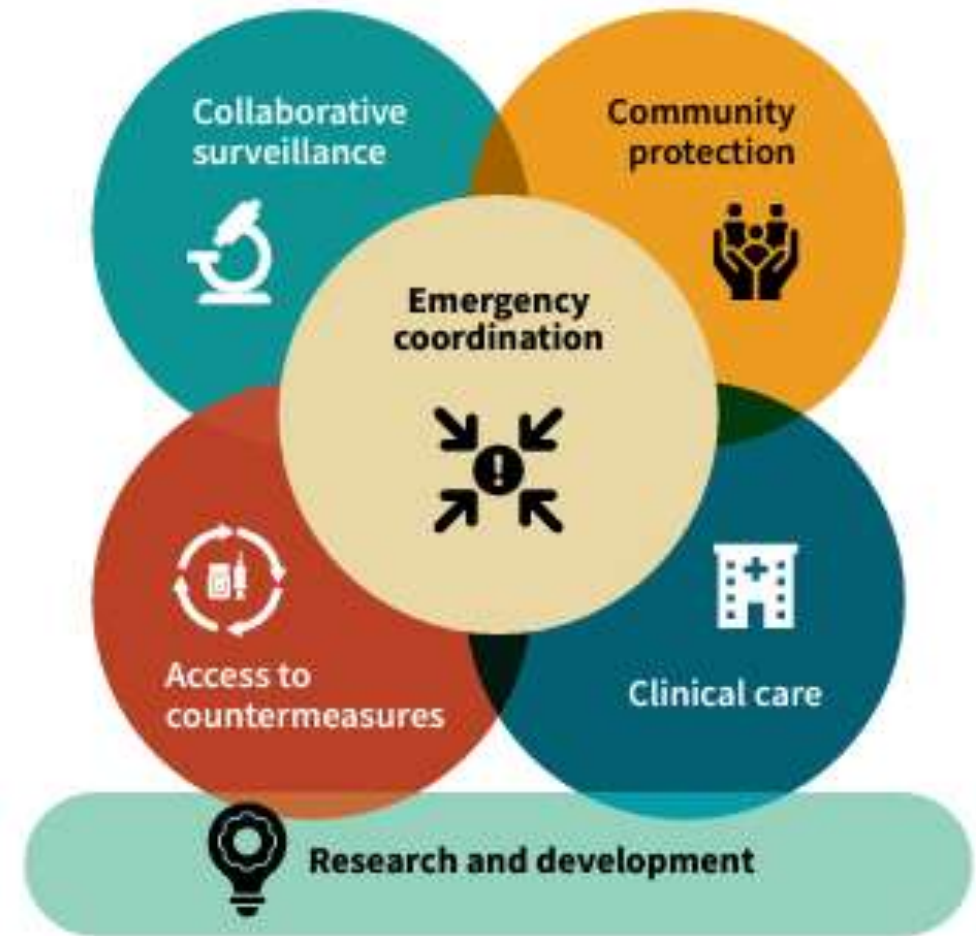 Collaborative
surveillance
Community
protection
Emergency
coordination
!
Access to
countermeasures
Clinical care
Research and development